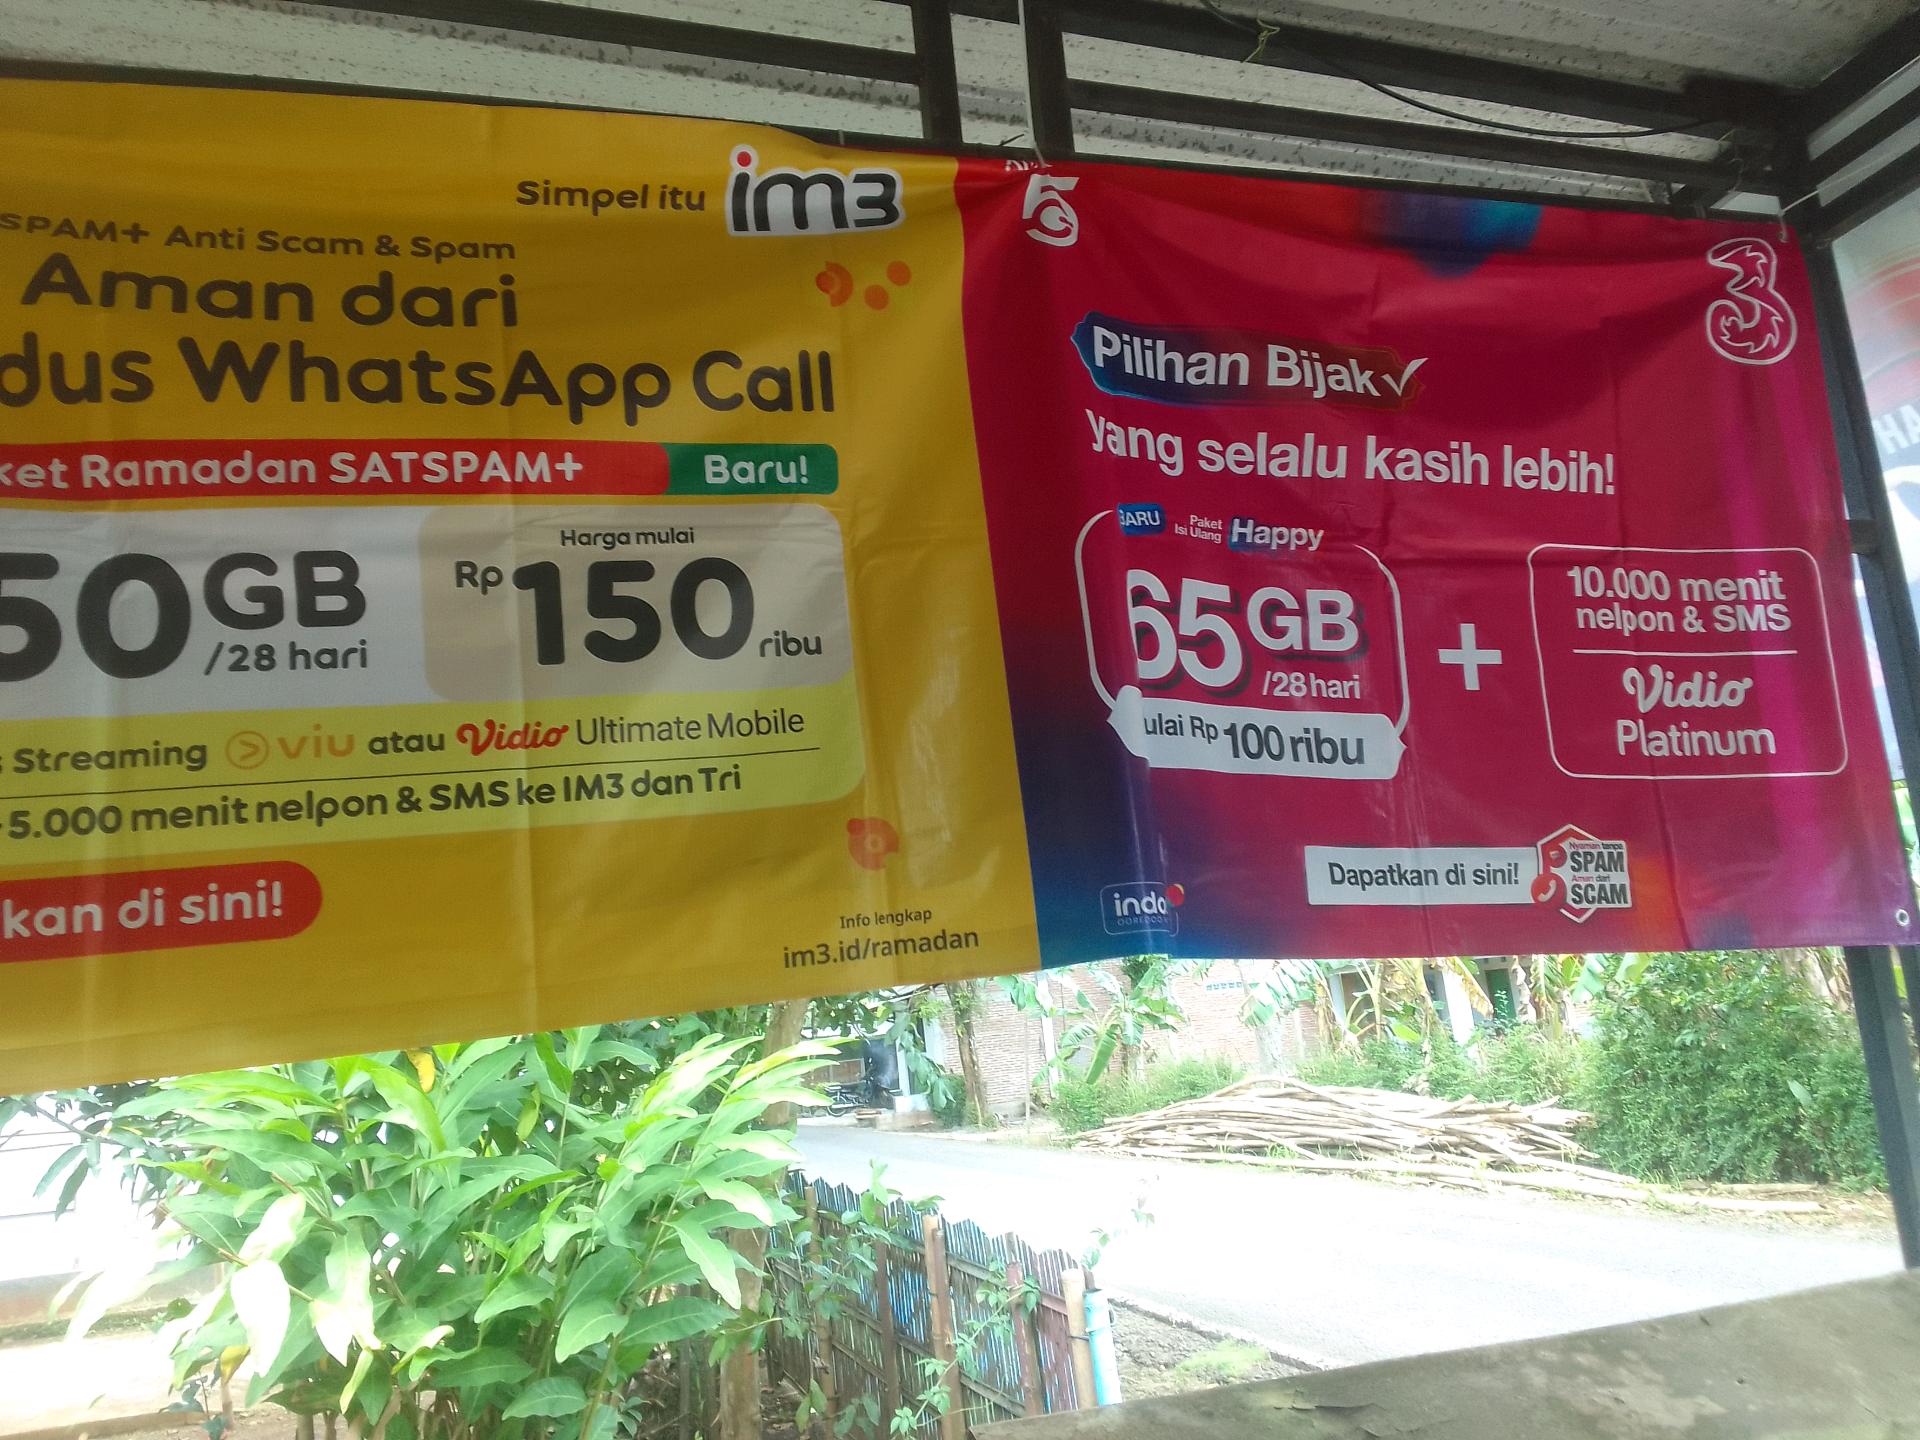 Simpel itu im3
SPAM+ Anti Scam & Spam
Aman dari
dus WhatsApp Call
ket Ramadan SATSPAM+ Baru!
50GB
/28 hari
Harga mulai
Rp150 ribu
Streaming viu atau Vidio Ultimate Mobile
5.000 menit nelpon & SMS ke IM3 dan Tri
kan di sini!
Info lengkap
im3.id/ramadan
3
Pilihan Bijak
yang selalu kasih lebih!
BARU Paket Isi Ulang Happy
65GB
/28 hari
ulai Rp 100 ribu
+
10.000 menit
nelpon & SMS
Vidio
Platinum
Dapatkan di sini!
Nyaman tanpa
SPAM
Aman dari
SCAM
indo
OOREDOO